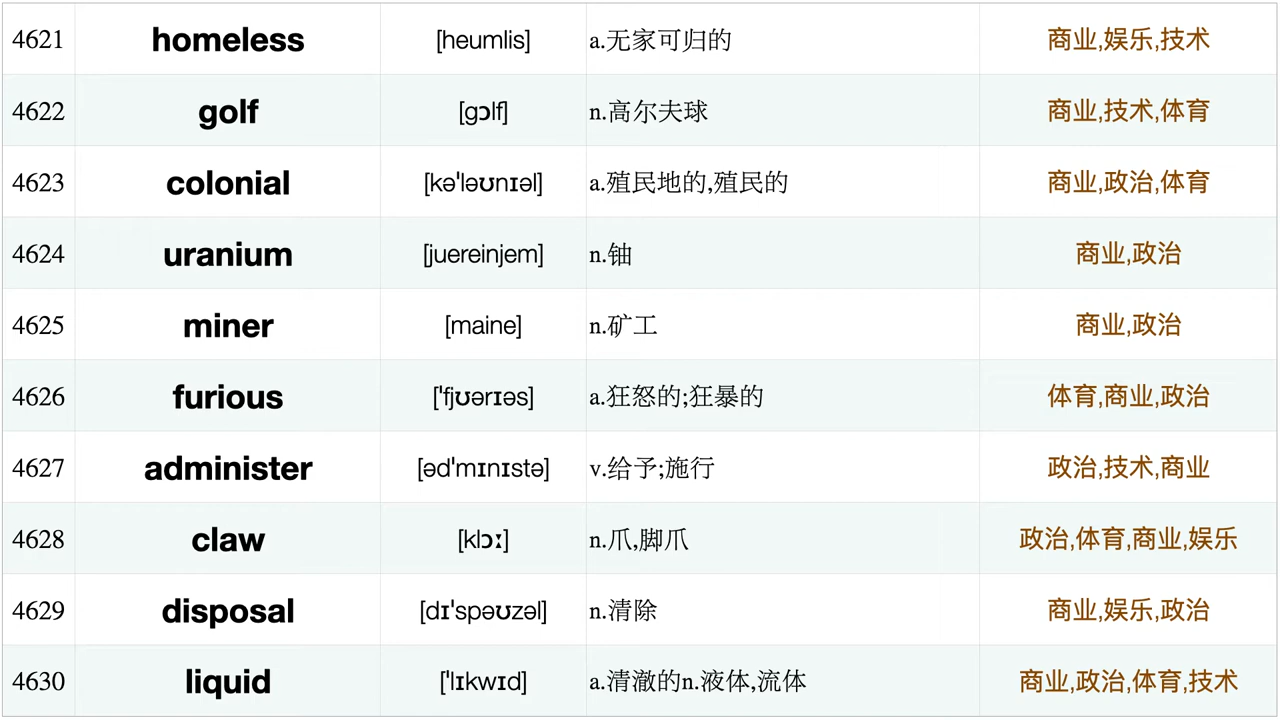 4621 homeless [heumlis] a.无家可归的 商业,娱乐,技术
4622 golf [gɔlf] n.高尔夫球 商业,技术,体育
4623 colonial [kə'ləʊnɪəl] a.殖民地的,殖民的 商业,政治,体育
4624 uranium [juereinjem] n.铀 商业,政治
4625 miner [maine] n.矿工 商业,政治
4626 furious ['fjʊərɪəs] a.狂怒的;狂暴的 体育,商业,政治
4627 administer [əd'mɪnɪstə] v.给予;施行 政治,技术,商业
4628 claw [klɔː] n.爪,脚爪 政治,体育,商业,娱乐
4629 disposal [dɪ'spəʊzəl] n.清除 商业,娱乐,政治
4630 liquid ['lɪkwɪd] a.清澈的n.液体,流体 商业,政治,体育,技术